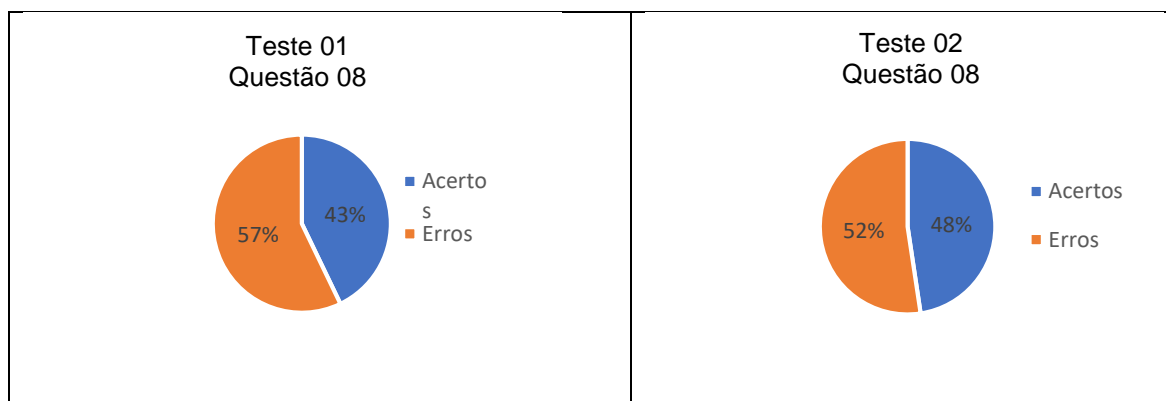 Teste 01
Questão 08
43%
57%
Acerto
s
Erros
Teste 02
Questão 08
48%
52%
Acertos
Erros